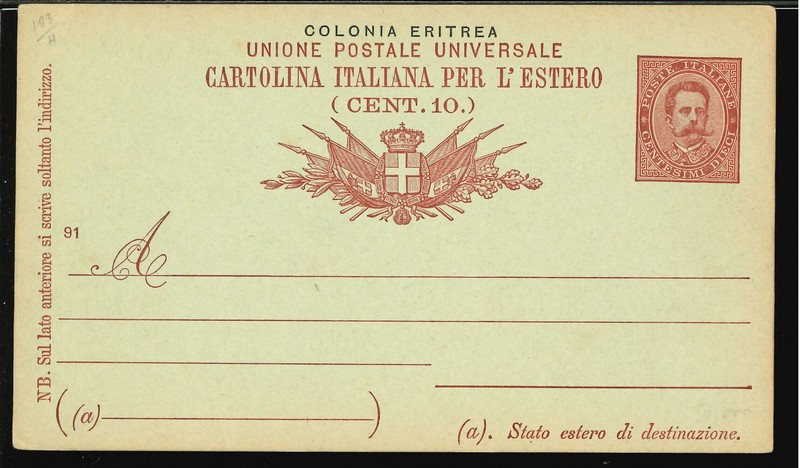 193
H
COLONIA ERITREA
UNIONE POSTALE UNIVERSALE
CARTOLINA ITALIANA PER L'ESTERO
(CENT. 10.)
POSTE ITALIANE
CENTESIMI DIECI
NB. Sul lato anteriore si scrive soltanto l'indirizzo.
91
A
(a)
(a). Stato estero di destinazione.